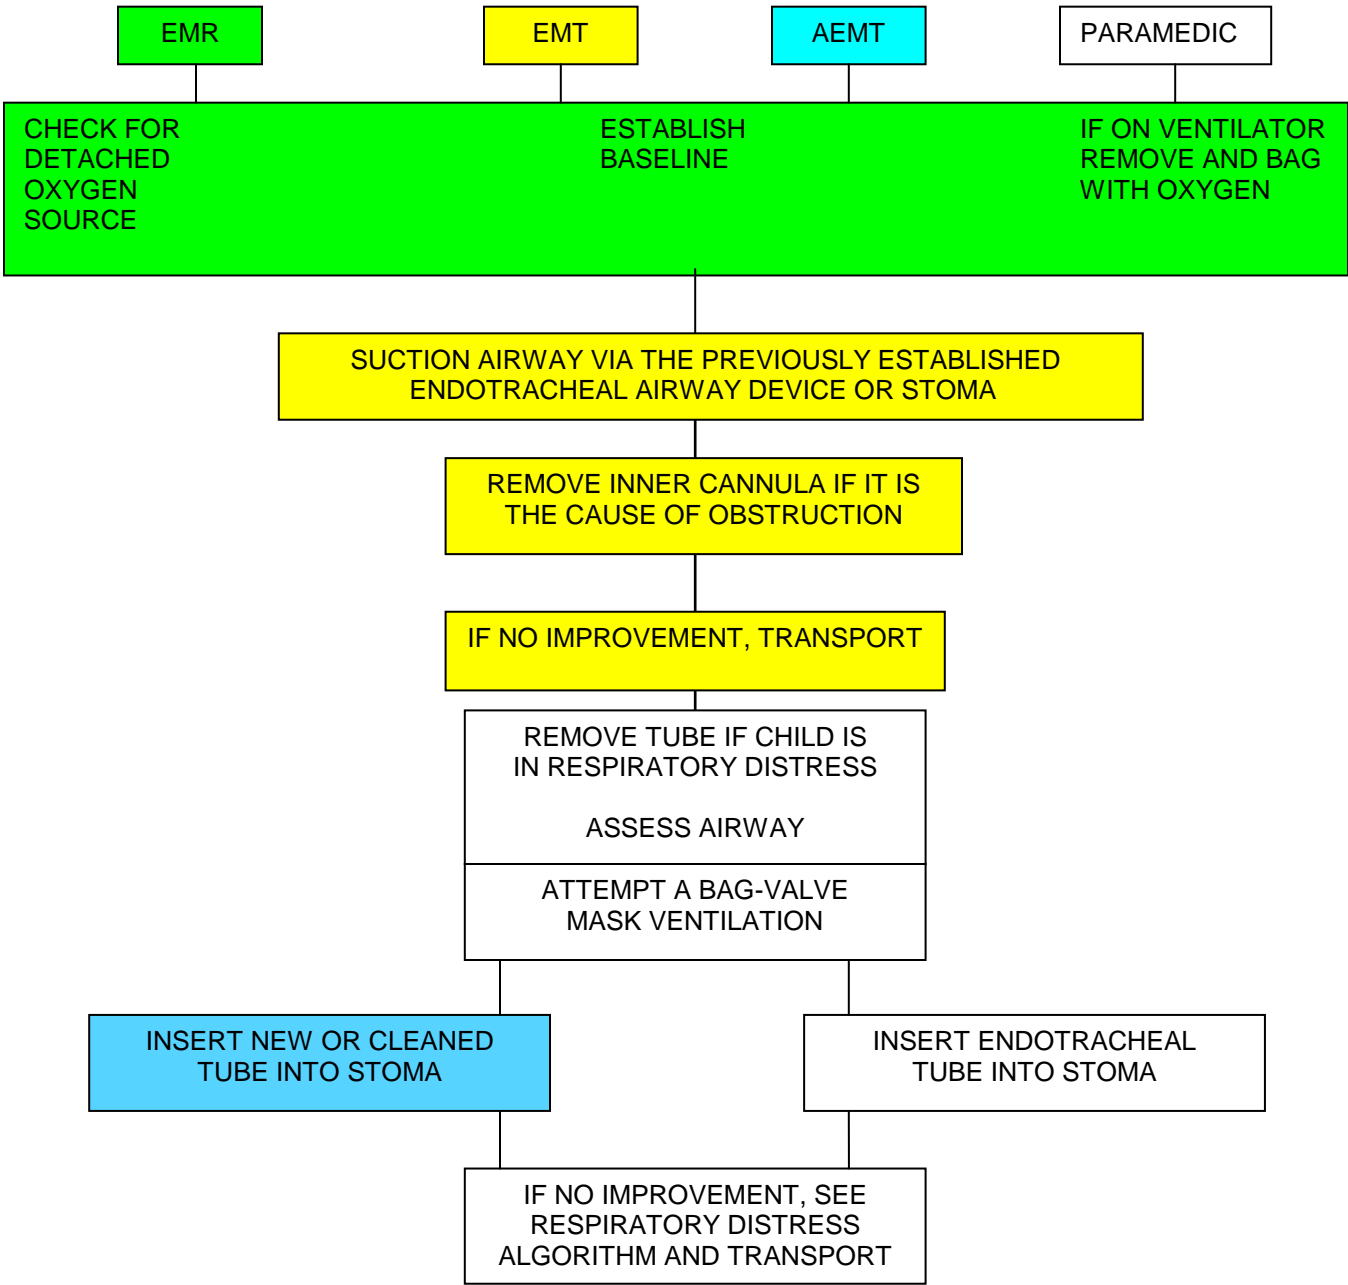 EMR
EMT
AEMT
PARAMEDIC
CHECK FOR
DETACHED
OXYGEN
SOURCE
ESTABLISH
BASELINE
IF ON VENTILATOR
REMOVE AND BAG
WITH OXYGEN
SUCTION AIRWAY VIA THE PREVIOUSLY ESTABLISHED
ENDOTRACHEAL AIRWAY DEVICE OR STOMA
REMOVE INNER CANNULA IF IT IS
THE CAUSE OF OBSTRUCTION
IF NO IMPROVEMENT, TRANSPORT
REMOVE TUBE IF CHILD IS
IN RESPIRATORY DISTRESS
ASSESS AIRWAY
ATTEMPT A BAG-VALVE
MASK VENTILATION
INSERT NEW OR CLEANED
TUBE INTO STOMA
INSERT ENDOTRACHEAL
TUBE INTO STOMA
IF NO IMPROVEMENT, SEE
RESPIRATORY DISTRESS
ALGORITHM AND TRANSPORT